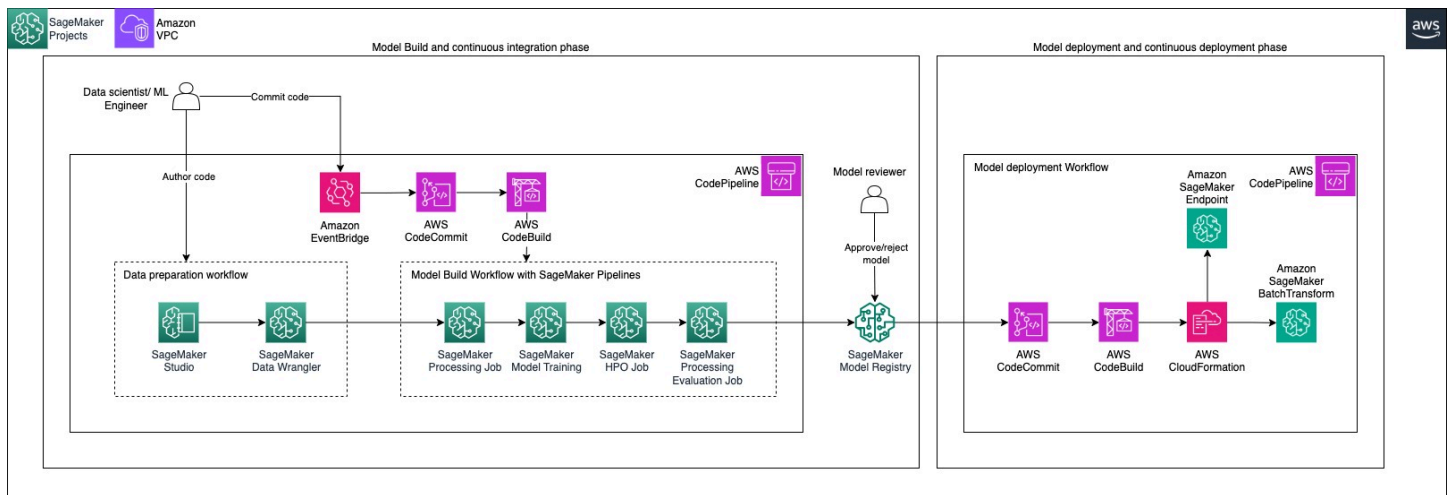 SageMaker
Projects
Amazon
VPC
aws
Model Build and continuous integration phase
Model deployment and continuous deployment phase
Data scientist/ ML
Engineer
Commit code
Author code
AWS
CodePipeline
Amazon
EventBridge
AWS
CodeCommit
AWS
CodeBuild
Data preparation workflow
SageMaker
Studio
SageMaker
Data Wrangler
Model Build Workflow with SageMaker Pipelines
SageMaker
Processing Job
SageMaker
Model Training
SageMaker
HPO Job
SageMaker
Processing
Evaluation Job
Model reviewer
Approve/reject
model
SageMaker
Model Registry
Model deployment Workflow
AWS
CodePipeline
Amazon
SageMaker
Endpoint
Amazon
SageMaker
BatchTransform
AWS
CodeCommit
AWS
CodeBuild
AWS
CloudFormation